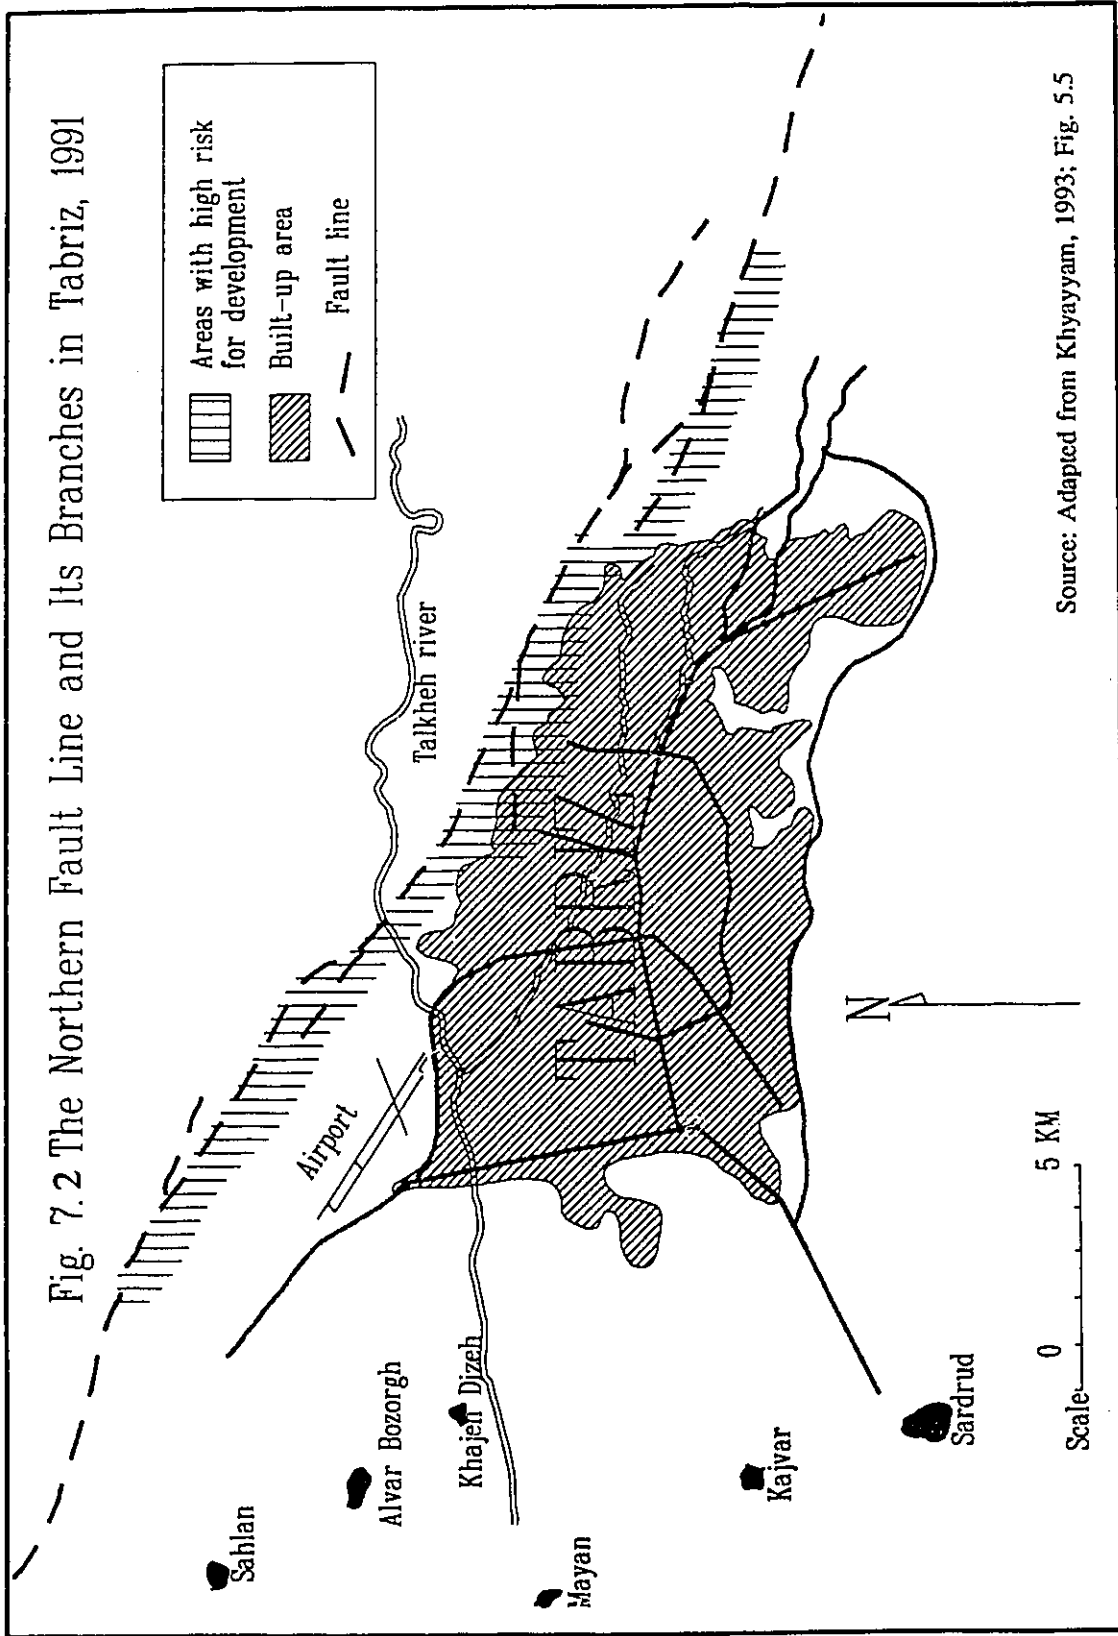 Fig. 7.2 The Northern Fault Line and Its Branches in Tabriz, 1991
Areas with high risk
for development
Built-up area
Fault line
Talkheh river
Airport
TABRIZ
Sahlan
Alvar Bozorgh
Khajeh Dizeh
Mayan
Kajvar
Sardrud
N
Scale
0
5 KM
Source: Adapted from Khyayyam, 1993; Fig. 5.5